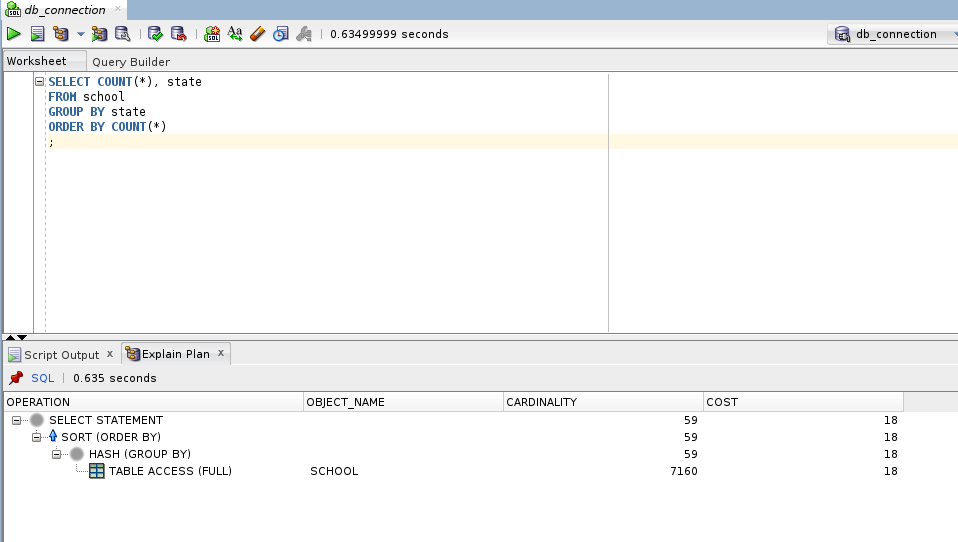 db_connection
0.63499999 seconds
db_connection
Worksheet
Query Builder
SELECT COUNT(*), state
FROM school
GROUP BY state
ORDER BY COUNT(*)
;
Script Output x
Explain Plan x
SQL | 0.635 seconds
OPERATION OBJECT_NAME CARDINALITY COST
SELECT STATEMENT 59 18
SORT (ORDER BY) 59 18
HASH (GROUP BY) 59 18
TABLE ACCESS (FULL) SCHOOL 7160 18